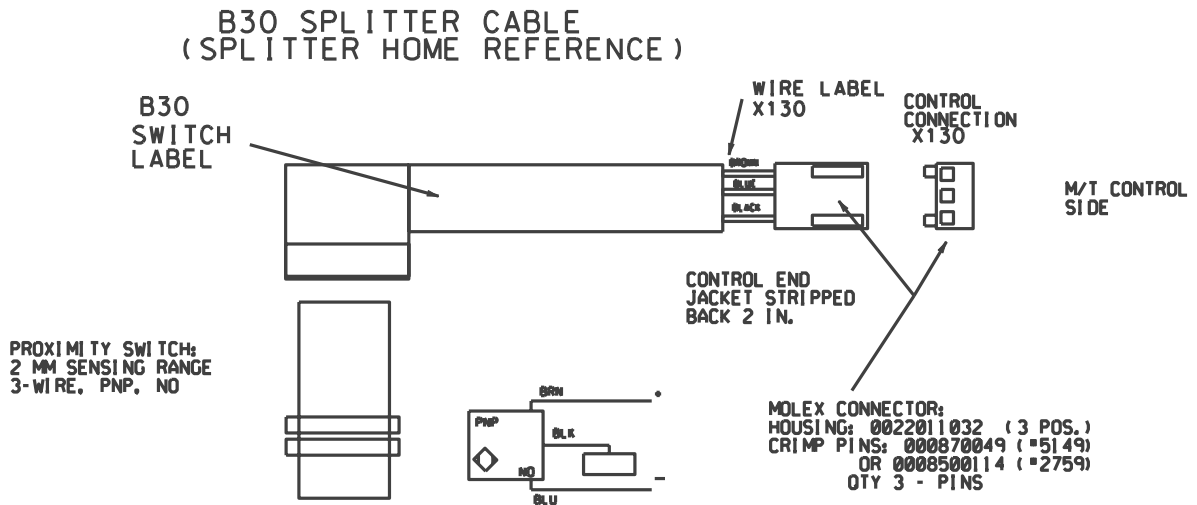 B30 SPLITTER CABLE
(SPLITTER HOME REFERENCE)
B30
SWITCH
LABEL
WIRE LABEL
X130
CONTROL
CONNECTION
X130
BROWN
BLUE
BLACK
M/T CONTROL
SIDE
CONTROL END
JACKET STRIPPED
BACK 2 IN.
PROXIMITY SWITCH:
2 MM SENSING RANGE
3-WIRE, PNP, NO
BRN
+
PNP
BLK
NO
−
BLU
MOLEX CONNECTOR:
HOUSING: 0022011032 (3 POS.)
CRIMP PINS: 000870049 (#5149)
OR 0008500114 (#2759)
QTY 3 - PINS